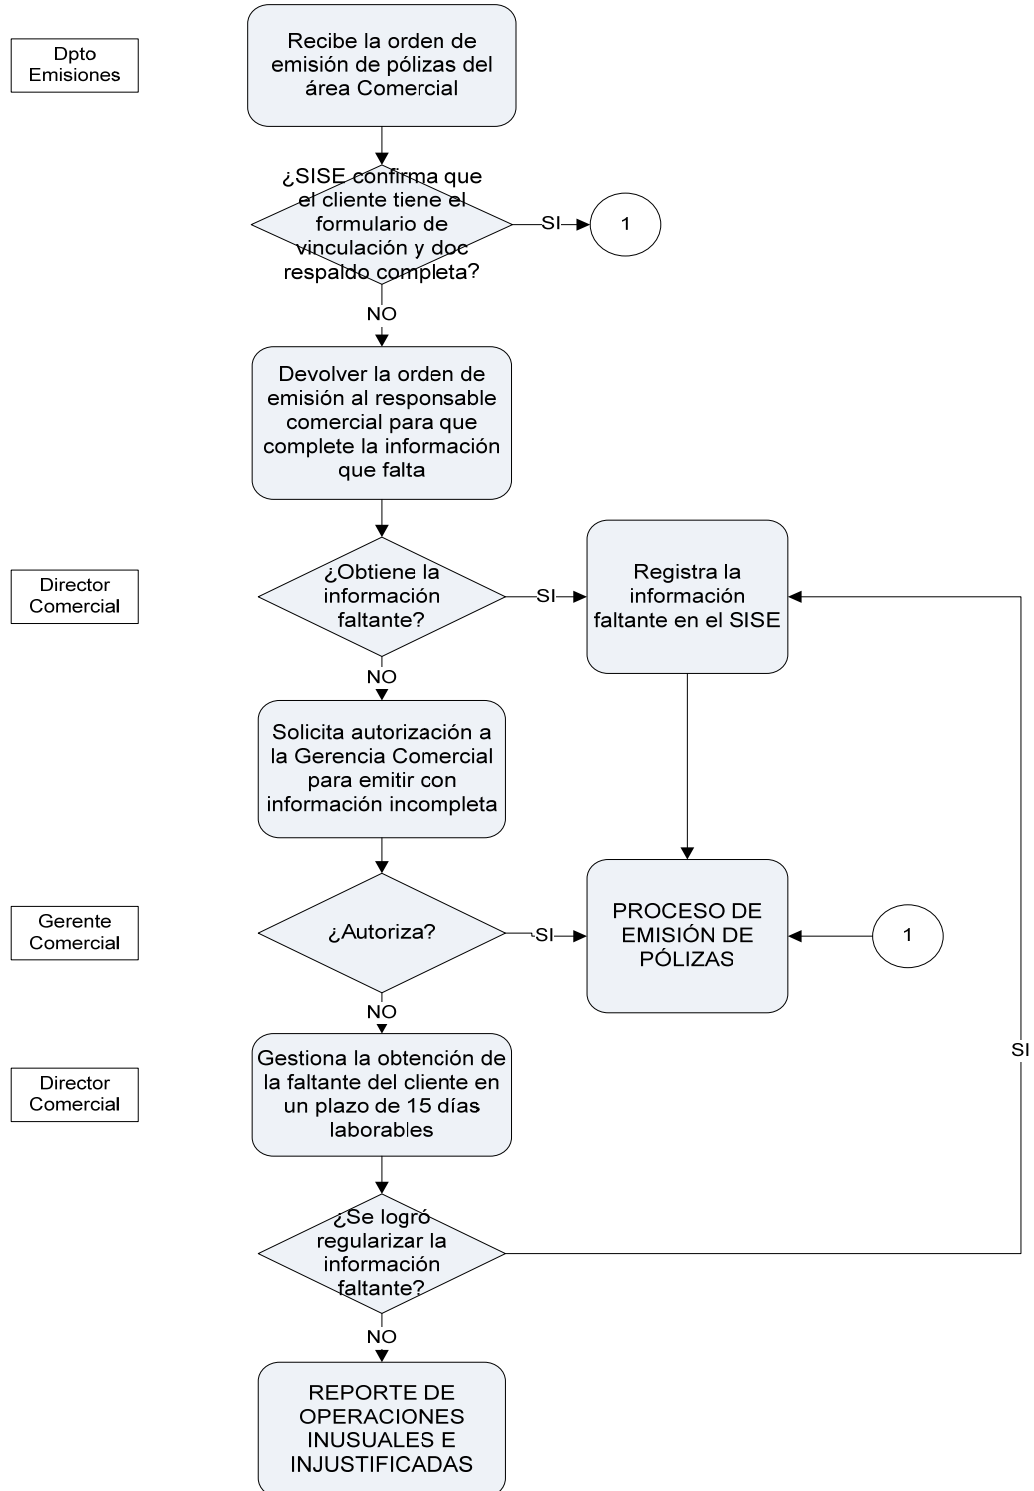 Dpto
Emisiones
Recibe la orden de
emisión de pólizas del
área Comercial
¿SISE confirma que
el cliente tiene el
formulario de
vinculación y doc
respaldo completa?
SI
1
NO
Devolver la orden de
emisión al responsable
comercial para que
complete la información
que falta
Director
Comercial
¿Obtiene la
información
faltante?
SI
Registra la
información
faltante en el SISE
NO
Solicita autorización a
la Gerencia Comercial
para emitir con
información incompleta
Gerente
Comercial
¿Autoriza?
SI
PROCESO DE
EMISIÓN DE
PÓLIZAS
1
NO
Director
Comercial
Gestiona la obtención de
la faltante del cliente en
un plazo de 15 días
laborables
SI
¿Se logró
regularizar la
información
faltante?
NO
REPORTE DE
OPERACIONES
INUSUALES E
INJUSTIFICADAS